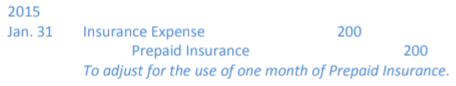 2015
Jan. 31 Insurance Expense 200
Prepaid Insurance 200
To adjust for the use of one month of Prepaid Insurance.